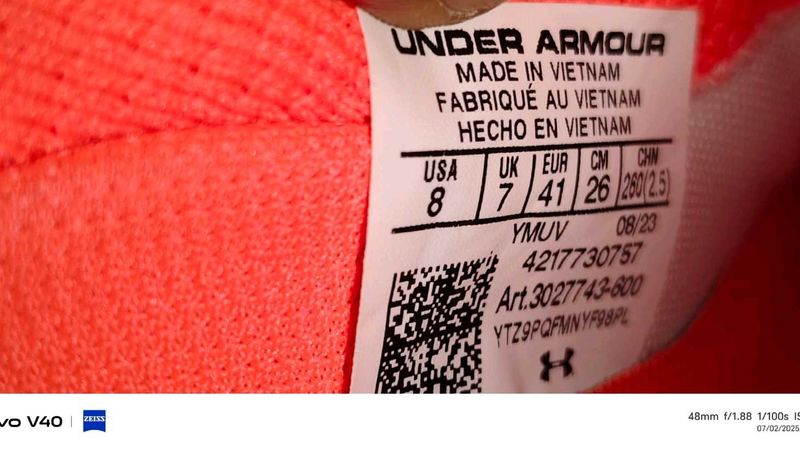 UNDER ARMOUR
MADE IN VIETNAM
FABRIQUÉ AU VIETNAM
HECHO EN VIETNAM
USA UK EUR CM CHN
8 7 41 26 260(2.5)
YMUV 08/23
4217730757
Art.3027743-600
YTZ9PQFMNYF98PL
vo V40 | ZEISS
48mm f/1.88 1/100s IS
07/02/2025